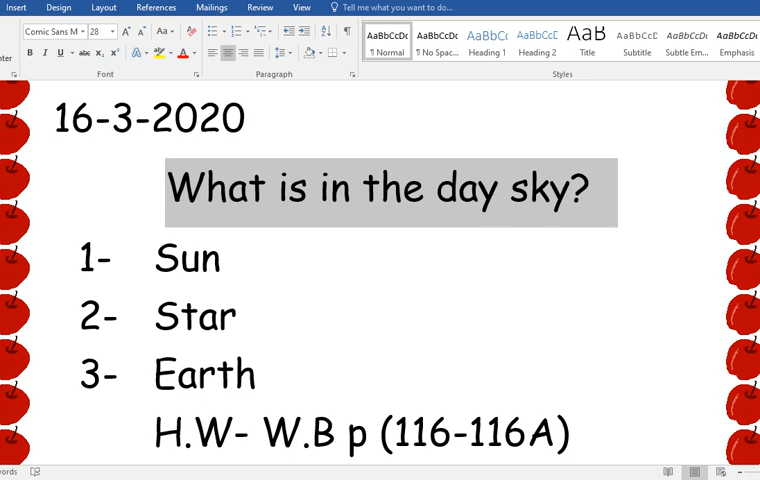 Insert Design Layout References Mailings Review View Tell me what you want to do...
Comic Sans M 28 AaBbCcDc AaBbCcDc AaBbCc AaBbCcD AaB AaBbCcD AaBbCcDc AaBbCcDc
¶ Normal ¶ No Spac... Heading 1 Heading 2 Title Subtitle Subtle Em... Emphasis
Font Paragraph Styles
16-3-2020
What is in the day sky?
1- Sun
2- Star
3- Earth
H.W- W.B p (116-116A)